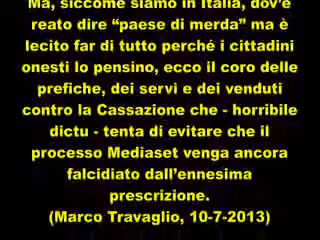 Ma, siccome siamo in Italia, dov'è
reato dire “paese di merda” ma è
lecito far di tutto perché i cittadini
onesti lo pensino, ecco il coro delle
prefiche, dei servi e dei venduti
contro la Cassazione che - horribile
dictu - tenta di evitare che il
processo Mediaset venga ancora
falcidiato dall'ennesima
prescrizione.
(Marco Travaglio, 10-7-2013)